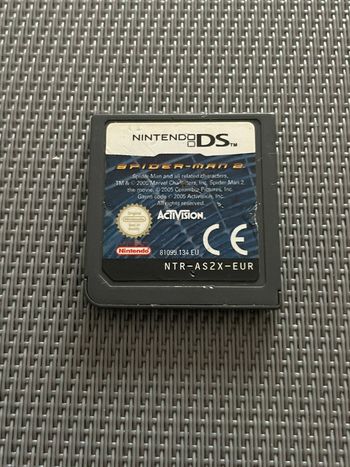 NINTENDO DS™
SPIDER-MAN 2
Spider-Man and all related characters,
TM & © 2005 Marvel Characters, Inc. Spider-Man 2
the movie, © 2005 Columbia Pictures, Inc.
Game code © 2005 Activision, Inc.
All rights reserved.
ACTIVISION
CE
Nintendo
81095.134.EU
NTR-AS2X-EUR